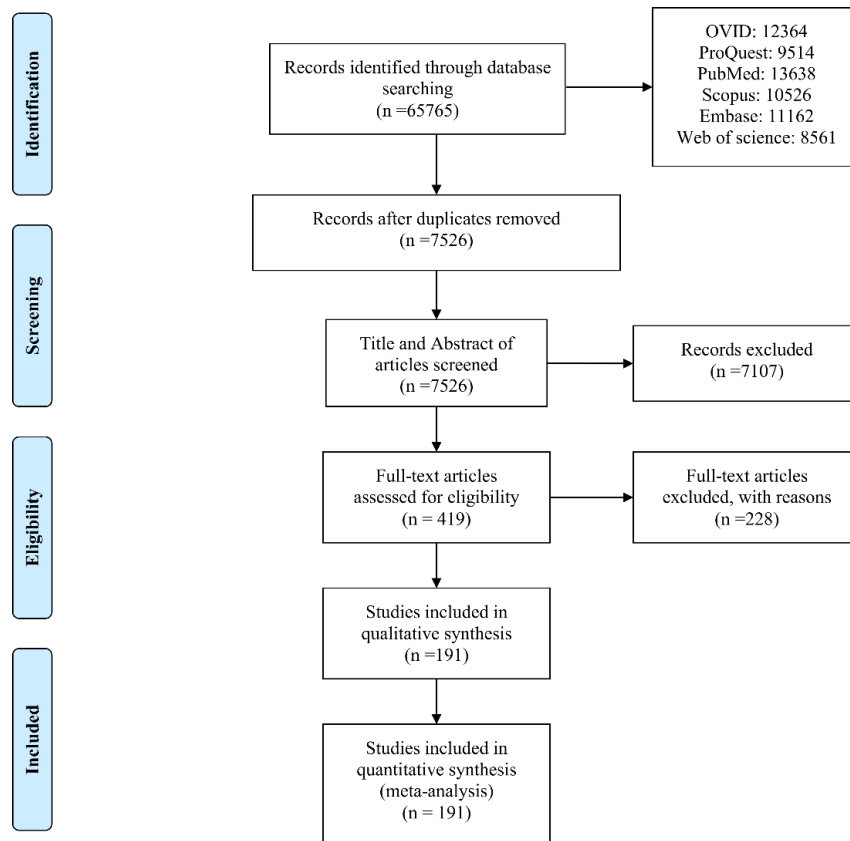 Identification
Records identified through database
searching
(n =65765)
OVID: 12364
ProQuest: 9514
PubMed: 13638
Scopus: 10526
Embase: 11162
Web of science: 8561
Records after duplicates removed
(n =7526)
Screening
Title and Abstract of
articles screened
(n =7526)
Records excluded
(n =7107)
Eligibility
Full-text articles
assessed for eligibility
(n = 419)
Full-text articles
excluded, with reasons
(n =228)
Studies included in
qualitative synthesis
(n =191)
Included
Studies included in
quantitative synthesis
(meta-analysis)
(n = 191)